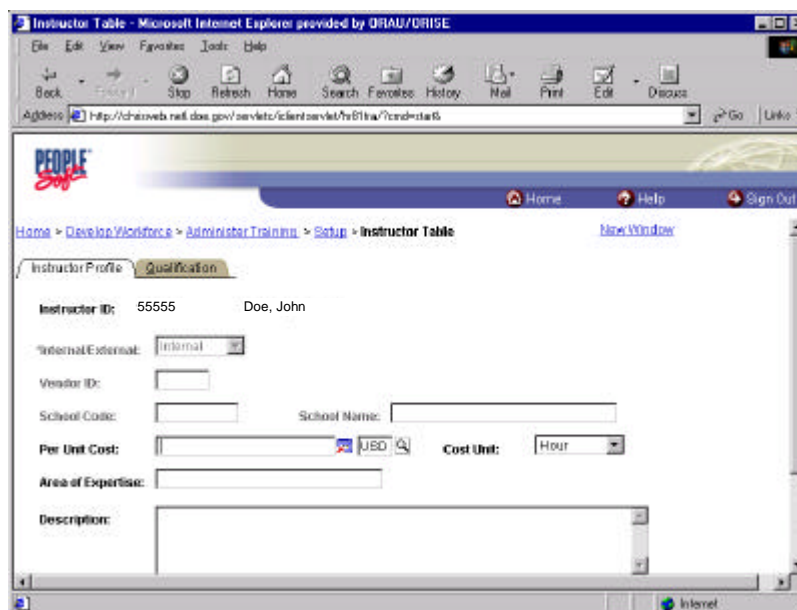 Instructor Table - Microsoft Internet Explorer provided by ORAU/ORISE
File Edit View Favorites Tools Help
Back Forward Stop Refresh Home Search Favorites History Mail Print Edit Discuss
Address Go Links
PEOPLE
Soft
Home Help Sign Out
Home > Develop Workforce > Administer Training > Setup > Instructor Table New Window
Instructor Profile Qualification
Instructor ID: 55555 Doe, John
*Internal/External: Internal
Vendor ID:
School Code: School Name:
Per Unit Cost: USD Cost Unit: Hour
Area of Expertise:
Description:
Internet